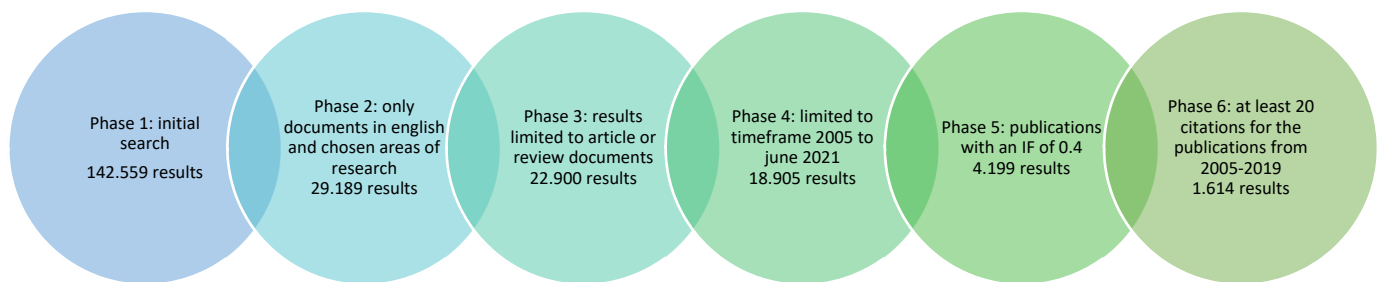 Phase 1: initial
search
142.559 results
Phase 2: only
documents in english
and chosen areas of
research
29.189 results
Phase 3: results
limited to article or
review documents
22.900 results
Phase 4: limited to
timeframe 2005 to
june 2021
18.905 results
Phase 5: publications
with an IF of 0.4
4.199 results
Phase 6: at least 20
citations for the
publications from
2005-2019
1.614 results